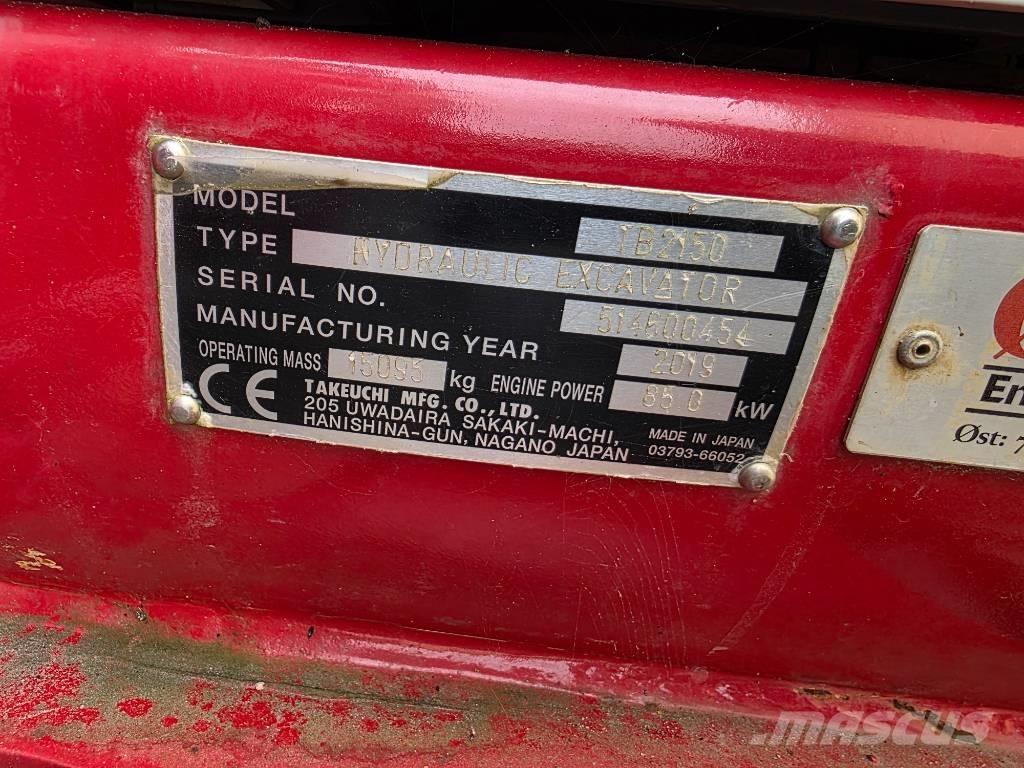 MODEL TB2150
TYPE HYDRAULIC EXCAVATOR
SERIAL NO. 514600454
MANUFACTURING YEAR 2019
OPERATING MASS 15095 kg ENGINE POWER 85.0 kW
CE TAKEUCHI MFG. CO., LTD.
205 UWADAIRA SAKAKI-MACHI,
HANISHINA-GUN, NAGANO JAPAN
MADE IN JAPAN
03793-66052
Øst: 7
MASCUS